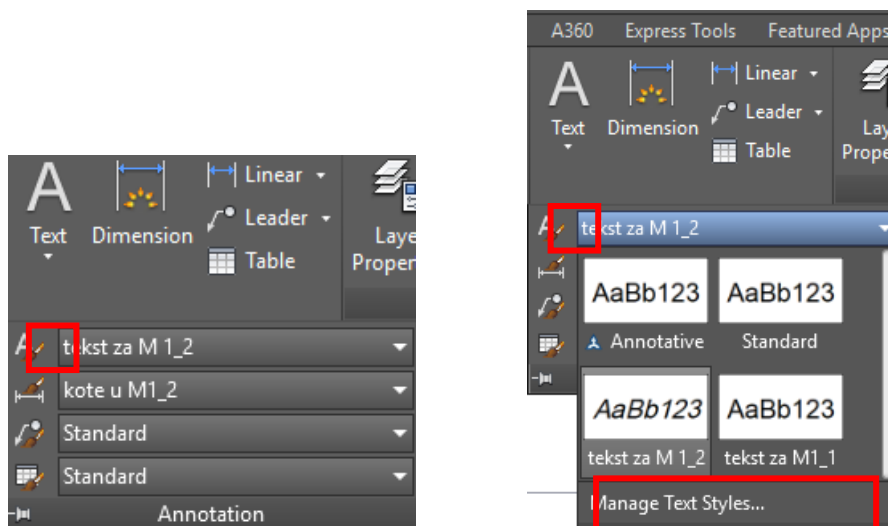 Linear
Leader
Text
Dimension
Table
tekst za M 1_2
kote u M1_2
Standard
Standard
Annotation
A360 Express Tools Featured Apps
Linear
Leader
Text
Dimension
Table
tekst za M 1_2
AaBb123 AaBb123
Annotative Standard
AaBb123 AaBb123
tekst za M 1_2 tekst za M1_1
Manage Text Styles...